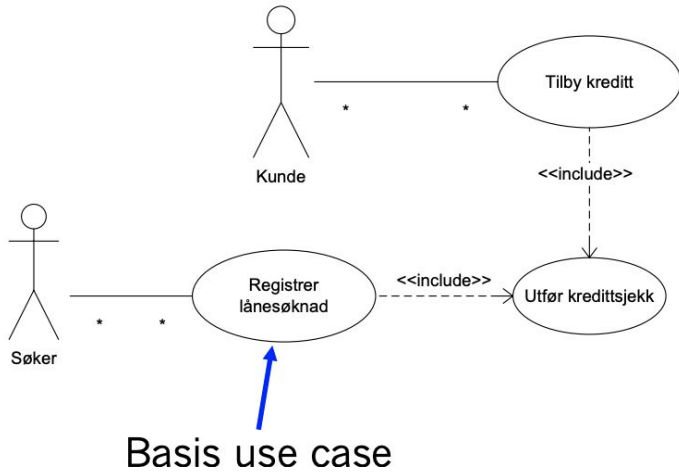 Tilby kreditt
*
*
Kunde
<<include>>
Registrer
lånesøknad
<<include>>
Utfør kredittsjekk
*
*
Søker
Basis use case